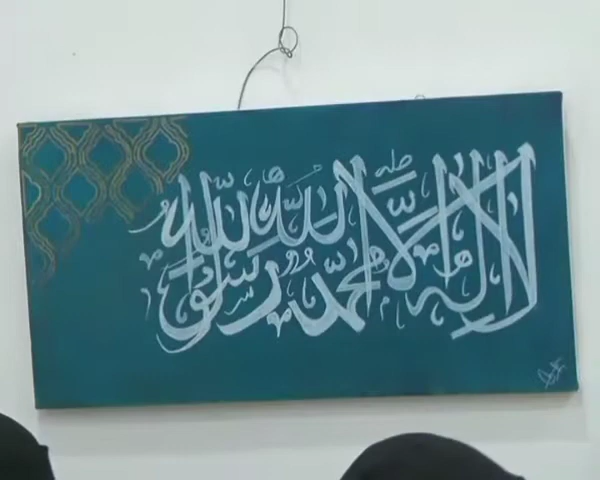 لا إله إلا الله محمد رسول الله